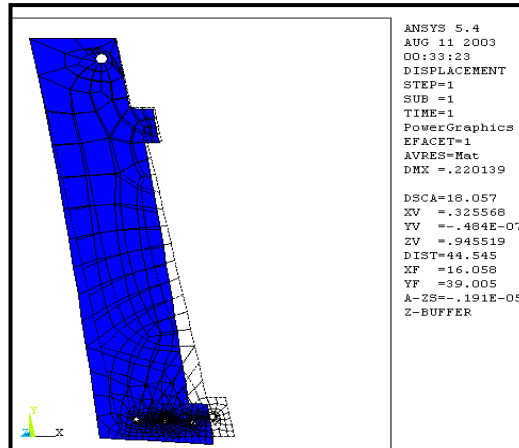 ANSYS 5.4
AUG 11 2003
00:33:23
DISPLACEMENT
STEP=1
SUB =1
TIME=1
PowerGraphics
EFACET=1
AVRES=Mat
DMX =.220139
DSCA=18.057
XV =.325568
YV =-.484E-07
ZV =.945519
DIST=44.545
XF =16.058
YF =39.005
A-ZS=-.191E-05
Z-BUFFER
Y
Z X